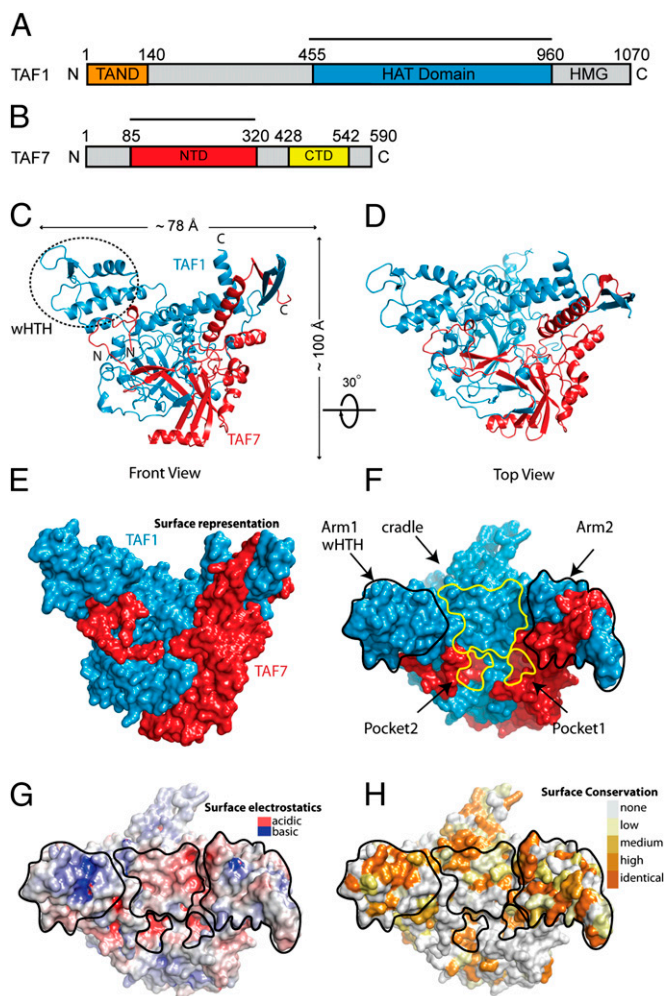 A
1 140 455 960 1070
TAF1 N TAND HAT Domain HMG C
B
1 85 320 428 542 590
TAF7 N NTD CTD C
C
D
~ 78 Å
C
TAF1
C
wHTH
N N
~ 100 Å
30°
TAF7
Front View
Top View
E
F
Surface representation
TAF1
TAF7
Arm1
wHTH
cradle
Arm2
Pocket2
Pocket1
G
H
Surface electrostatics
acidic
basic
Surface Conservation
none
low
medium
high
identical